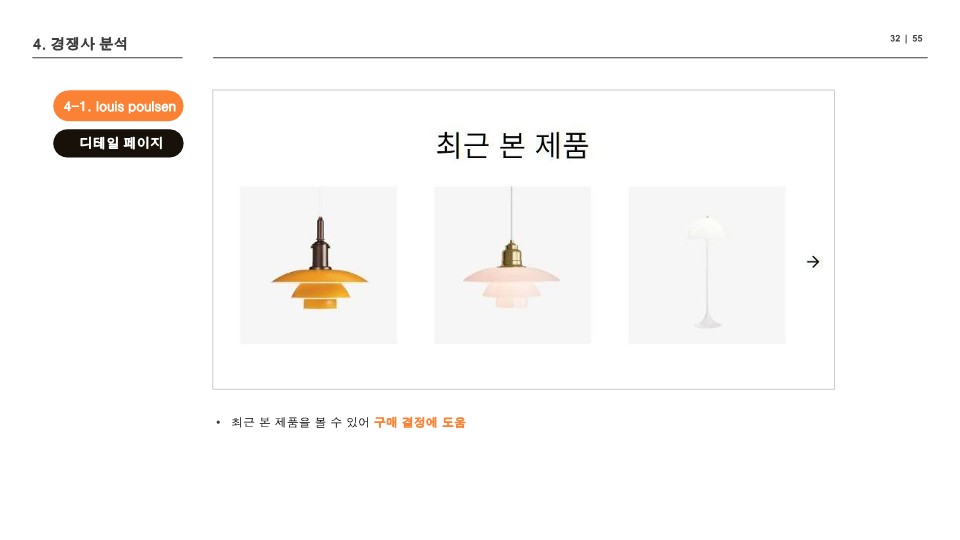 4. 경쟁사 분석
32 | 55
4-1. louis poulsen
디테일 페이지
최근 본 제품
• 최근 본 제품을 볼 수 있어 구매 결정에 도움